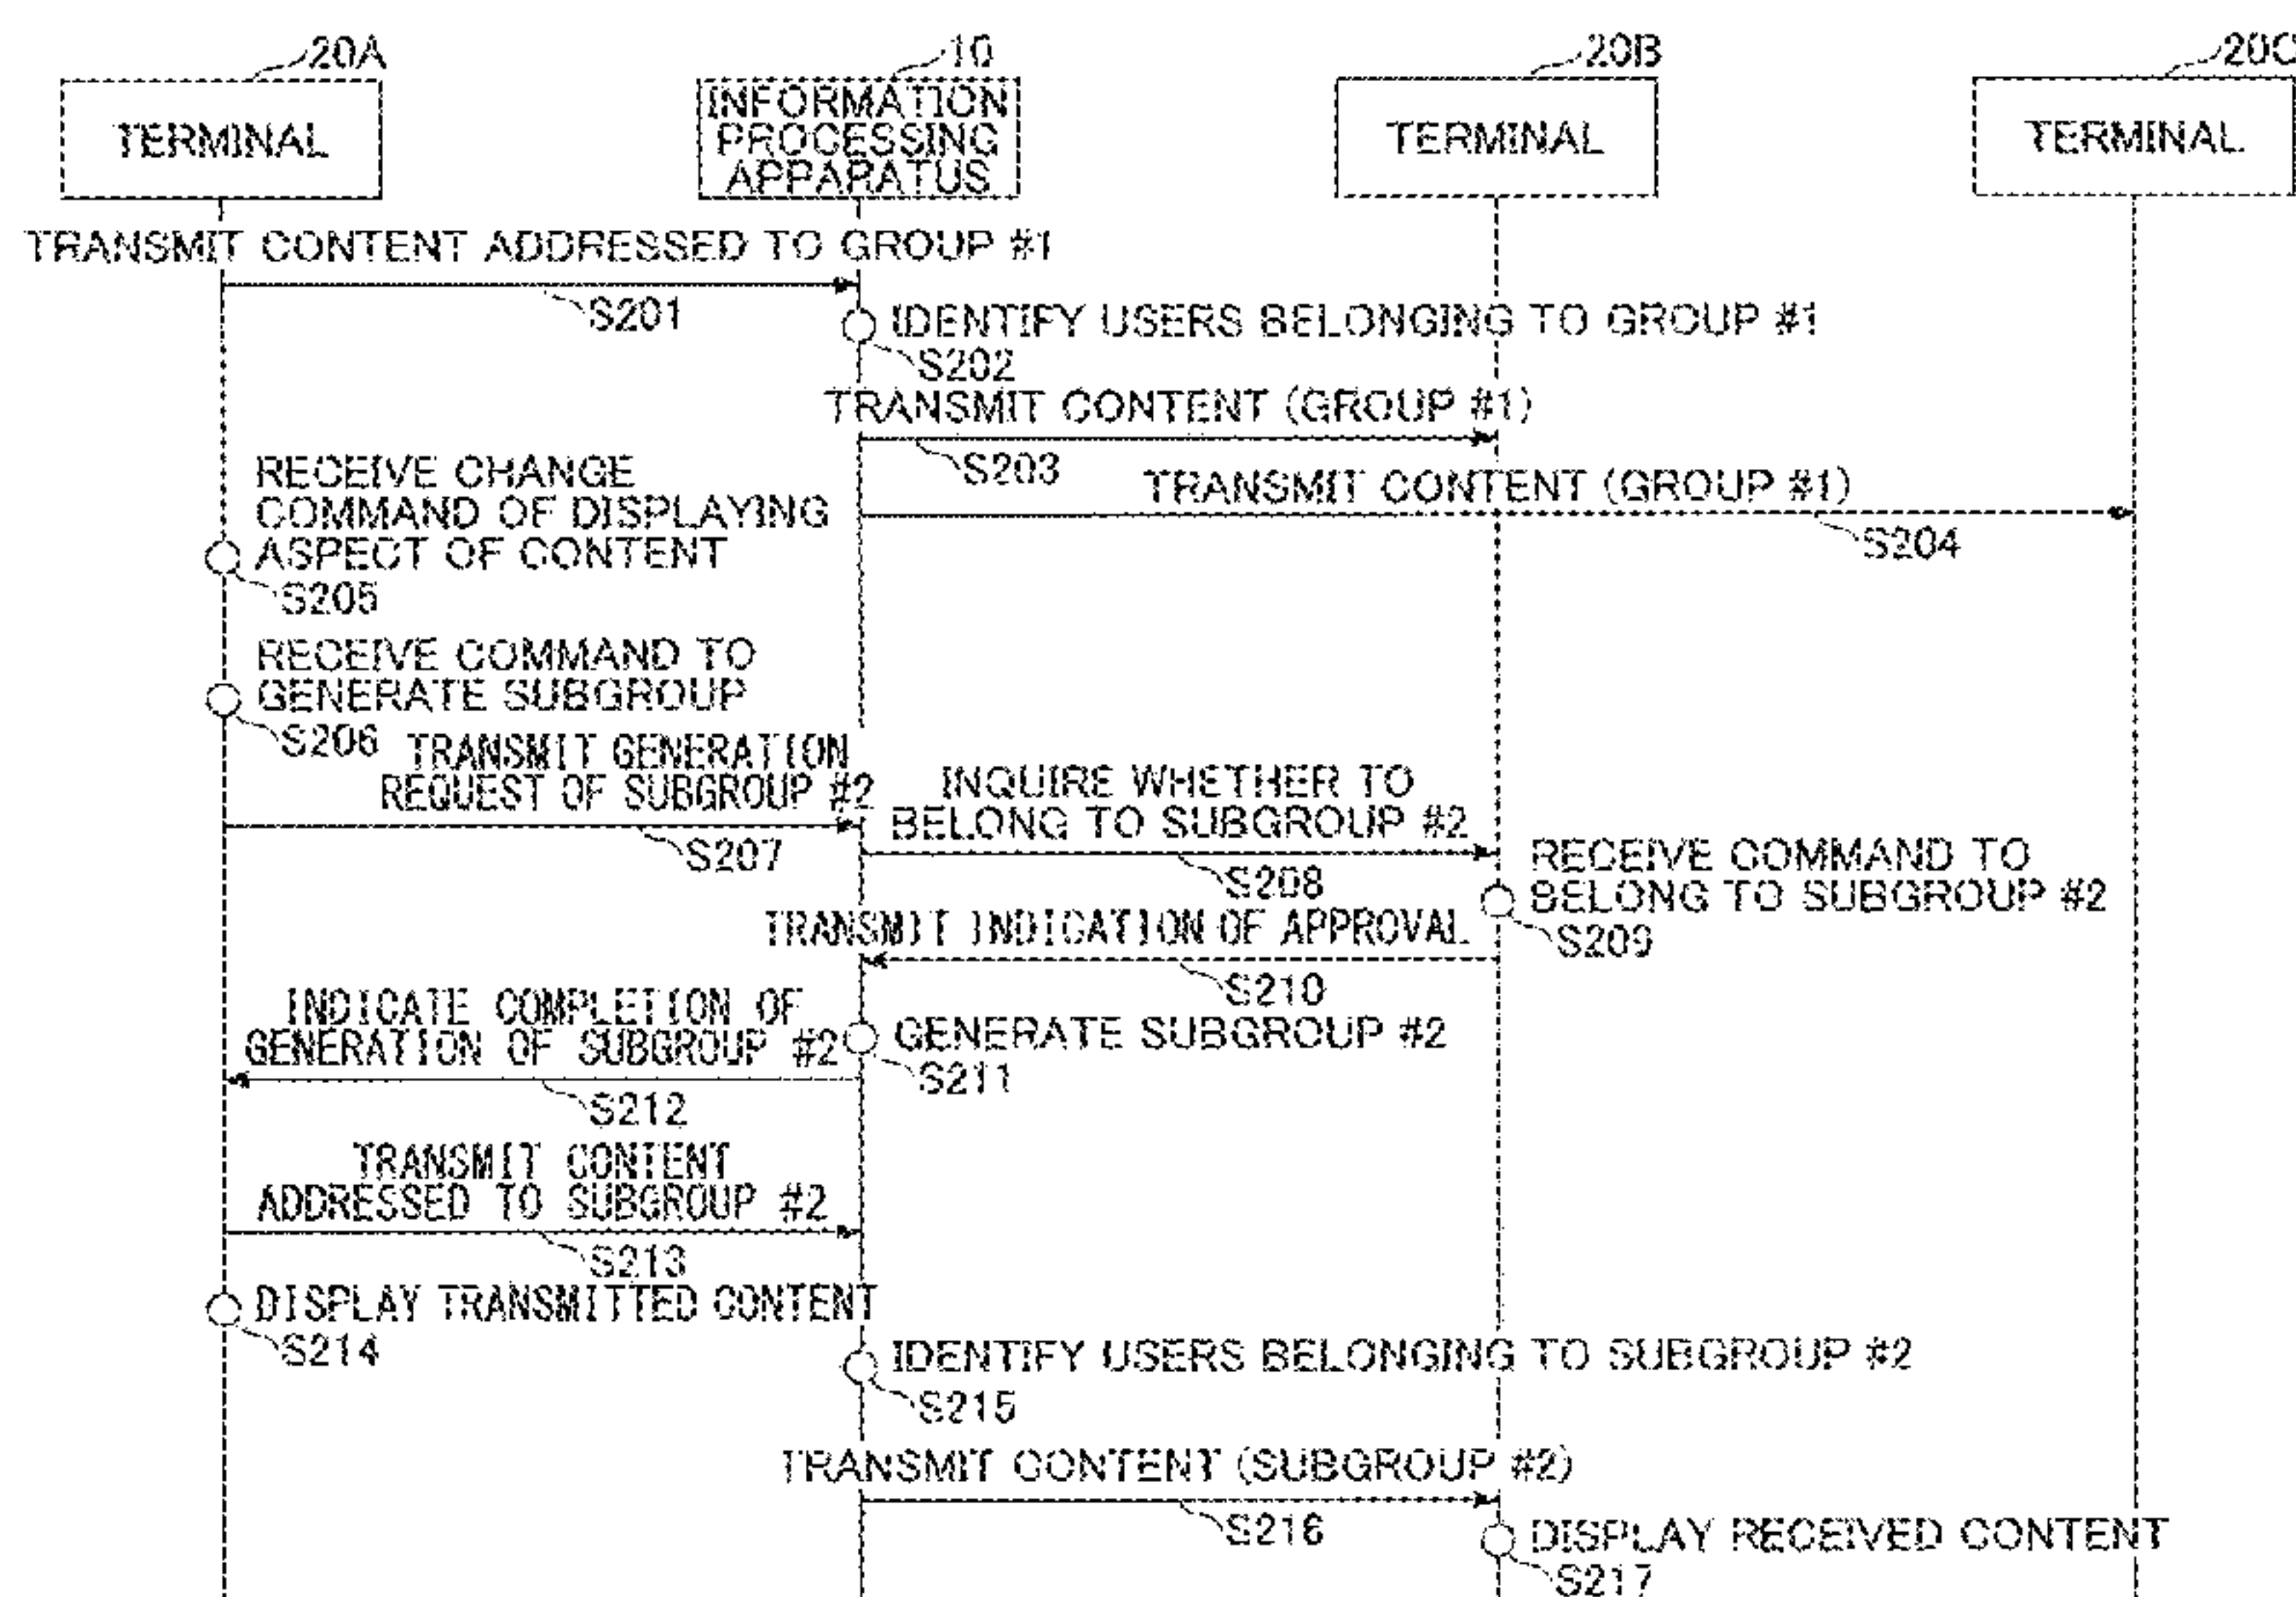 20A
10
20B
20C
TERMINAL
INFORMATION
PROCESSING
APPARATUS
TERMINAL
TERMINAL
TRANSMIT CONTENT ADDRESSED TO GROUP #1
S201
IDENTIFY USERS BELONGING TO GROUP #1
S202
TRANSMIT CONTENT (GROUP #1)
S203
TRANSMIT CONTENT (GROUP #1)
S204
RECEIVE CHANGE
COMMAND OF DISPLAYING
ASPECT OF CONTENT
S205
RECEIVE COMMAND TO
GENERATE SUBGROUP
S206
TRANSMIT GENERATION
REQUEST OF SUBGROUP #2
S207
INQUIRE WHETHER TO
BELONG TO SUBGROUP #2
S208
RECEIVE COMMAND TO
BELONG TO SUBGROUP #2
S209
TRANSMIT INDICATION OF APPROVAL
S210
GENERATE SUBGROUP #2
S211
INDICATE COMPLETION OF
GENERATION OF SUBGROUP #2
S212
TRANSMIT CONTENT
ADDRESSED TO SUBGROUP #2
S213
DISPLAY TRANSMITTED CONTENT
S214
IDENTIFY USERS BELONGING TO SUBGROUP #2
S215
TRANSMIT CONTENT (SUBGROUP #2)
S216
DISPLAY RECEIVED CONTENT
S217